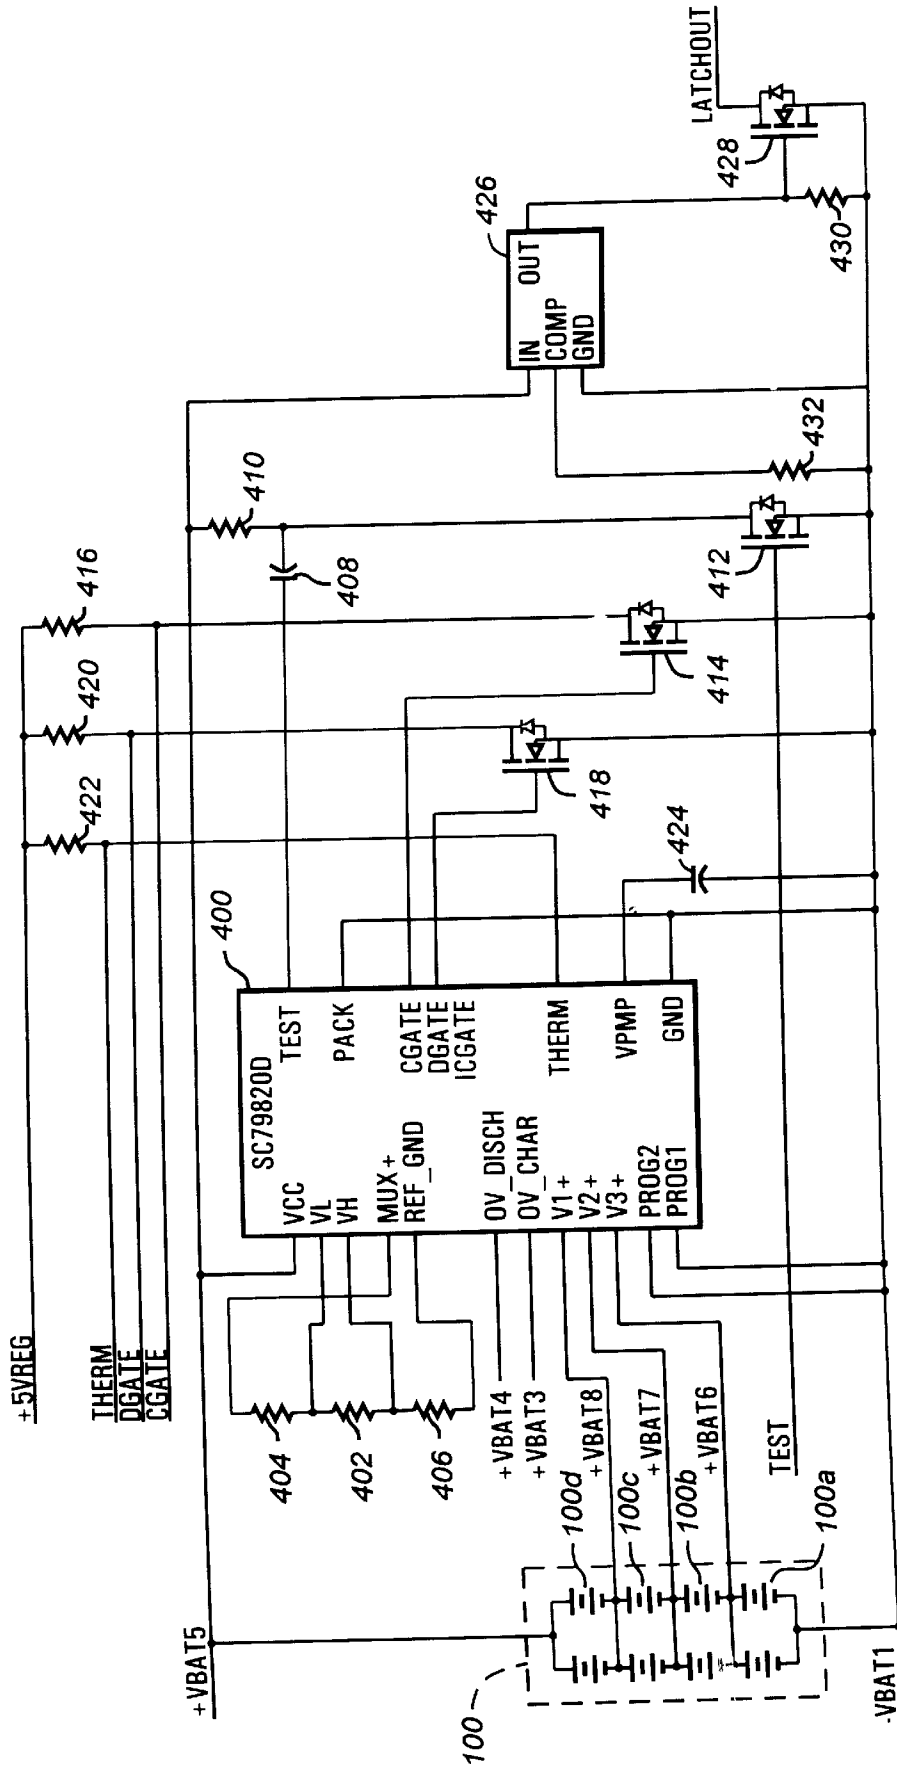 +5VREG
THERM
DGATE
CGATE
+VBAT5
422
420
416
410
400
408
SC79820D
VCC
VL
VH
MUX+
REF_GND
OV_DISCH
OV_CHAR
V1+
V2+
V3+
PROG2
PROG1
TEST
PACK
CGATE
DGATE
ICGATE
THERM
VPMP
GND
404
402
406
+VBAT4
+VBAT3
+VBAT8
+VBAT7
+VBAT6
TEST
100
100d
100c
100b
100a
-VBAT1
418
414
412
424
432
426
IN
COMP
GND
OUT
430
428
LATCHOUT